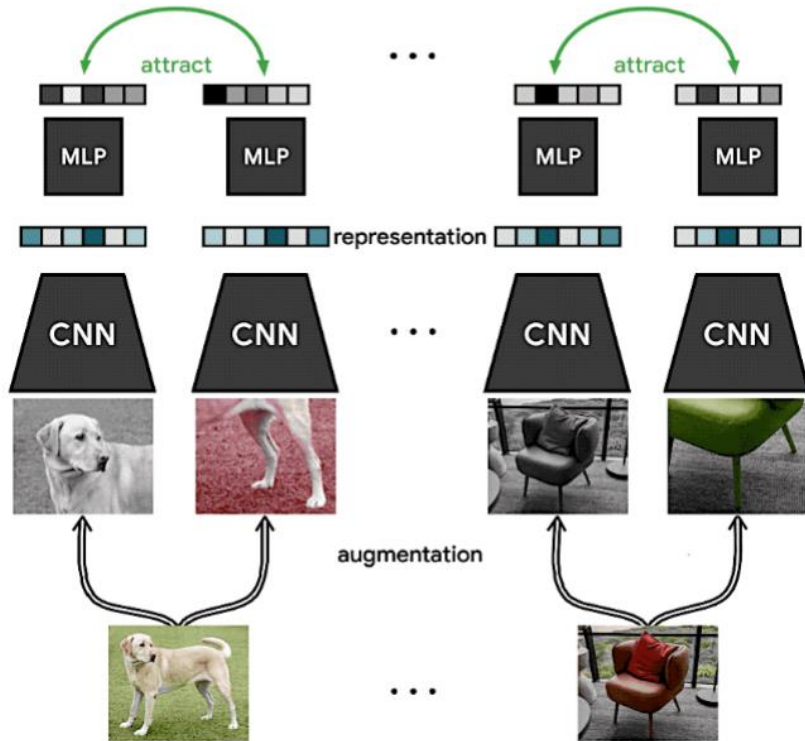 • • •
attract attract
MLP MLP MLP MLP
representation
CNN CNN • • • CNN CNN
augmentation
• • •